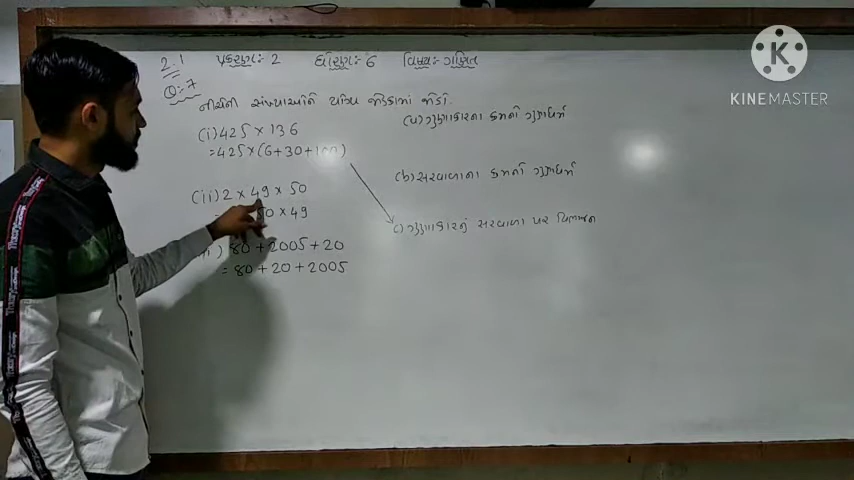 2.1 પ્રકરણ:- 2 ધોરણ:- 6 વિષય:- ગણિત
Q:-7
નીચેની સંખ્યાઓને યોગ્ય જોડકાં જોડો.
(i) 425 × 136
= 425 × (6+30+100)
(ii) 2 × 49 × 50
50 × 49
80 + 2005 + 20
= 80 + 20 + 2005
(a) ગુણાકારના ક્રમનો ગુણધર્મ
(b) સરવાળાના ક્રમનો ગુણધર્મ
c) ગુણાકારનું સરવાળા પર વિભાજન
KINEMASTER